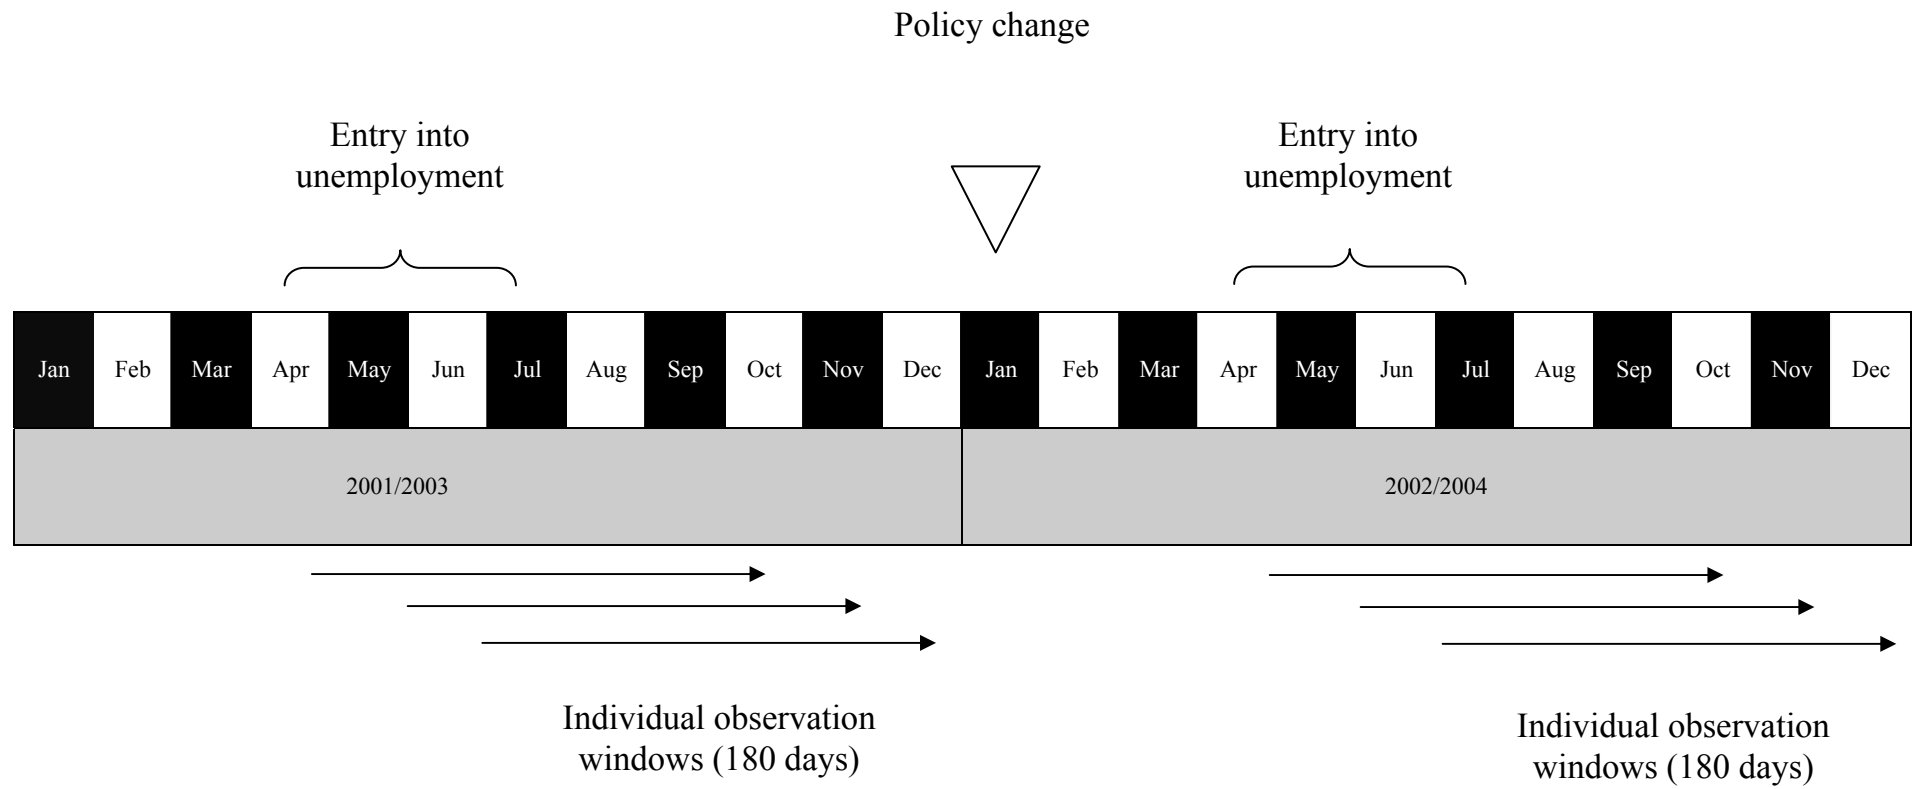 Policy change
Entry into
unemployment
Entry into
unemployment
Jan Feb Mar Apr May Jun Jul Aug Sep Oct Nov Dec Jan Feb Mar Apr May Jun Jul Aug Sep Oct Nov Dec
2001/2003 2002/2004
Individual observation
windows (180 days)
Individual observation
windows (180 days)